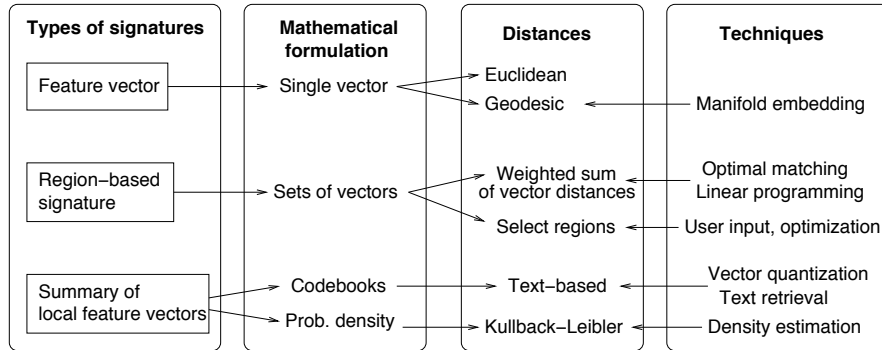 Types of signatures
Mathematical
formulation
Distances
Techniques
Feature vector
Single vector
Euclidean
Geodesic
Manifold embedding
Region−based
signature
Sets of vectors
Weighted sum
of vector distances
Optimal matching
Linear programming
Select regions
User input, optimization
Summary of
local feature vectors
Codebooks
Text−based
Vector quantization
Text retrieval
Prob. density
Kullback−Leibler
Density estimation